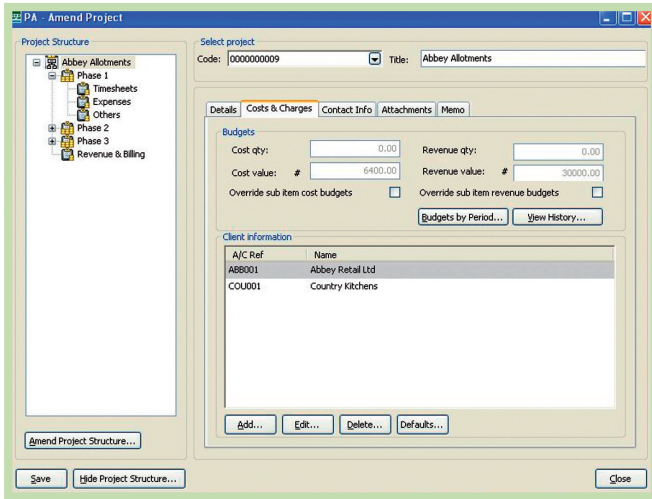 PA - Amend Project
Project Structure
Abbey Allotments
Phase 1
Timesheets
Expenses
Others
Phase 2
Phase 3
Revenue & Billing
Amend Project Structure...
Select project
Code: 0000000009 Title: Abbey Allotments
Details Costs & Charges Contact Info Attachments Memo
Budgets
Cost qty: 0.00 Revenue qty: 0.00
Cost value: # 6400.00 Revenue value: # 30000.00
Override sub item cost budgets Override sub item revenue budgets
Budgets by Period... View History...
Client information
A/C Ref Name
ABB001 Abbey Retail Ltd
COU001 Country Kitchens
Add... Edit... Delete... Defaults...
Save Hide Project Structure... Close